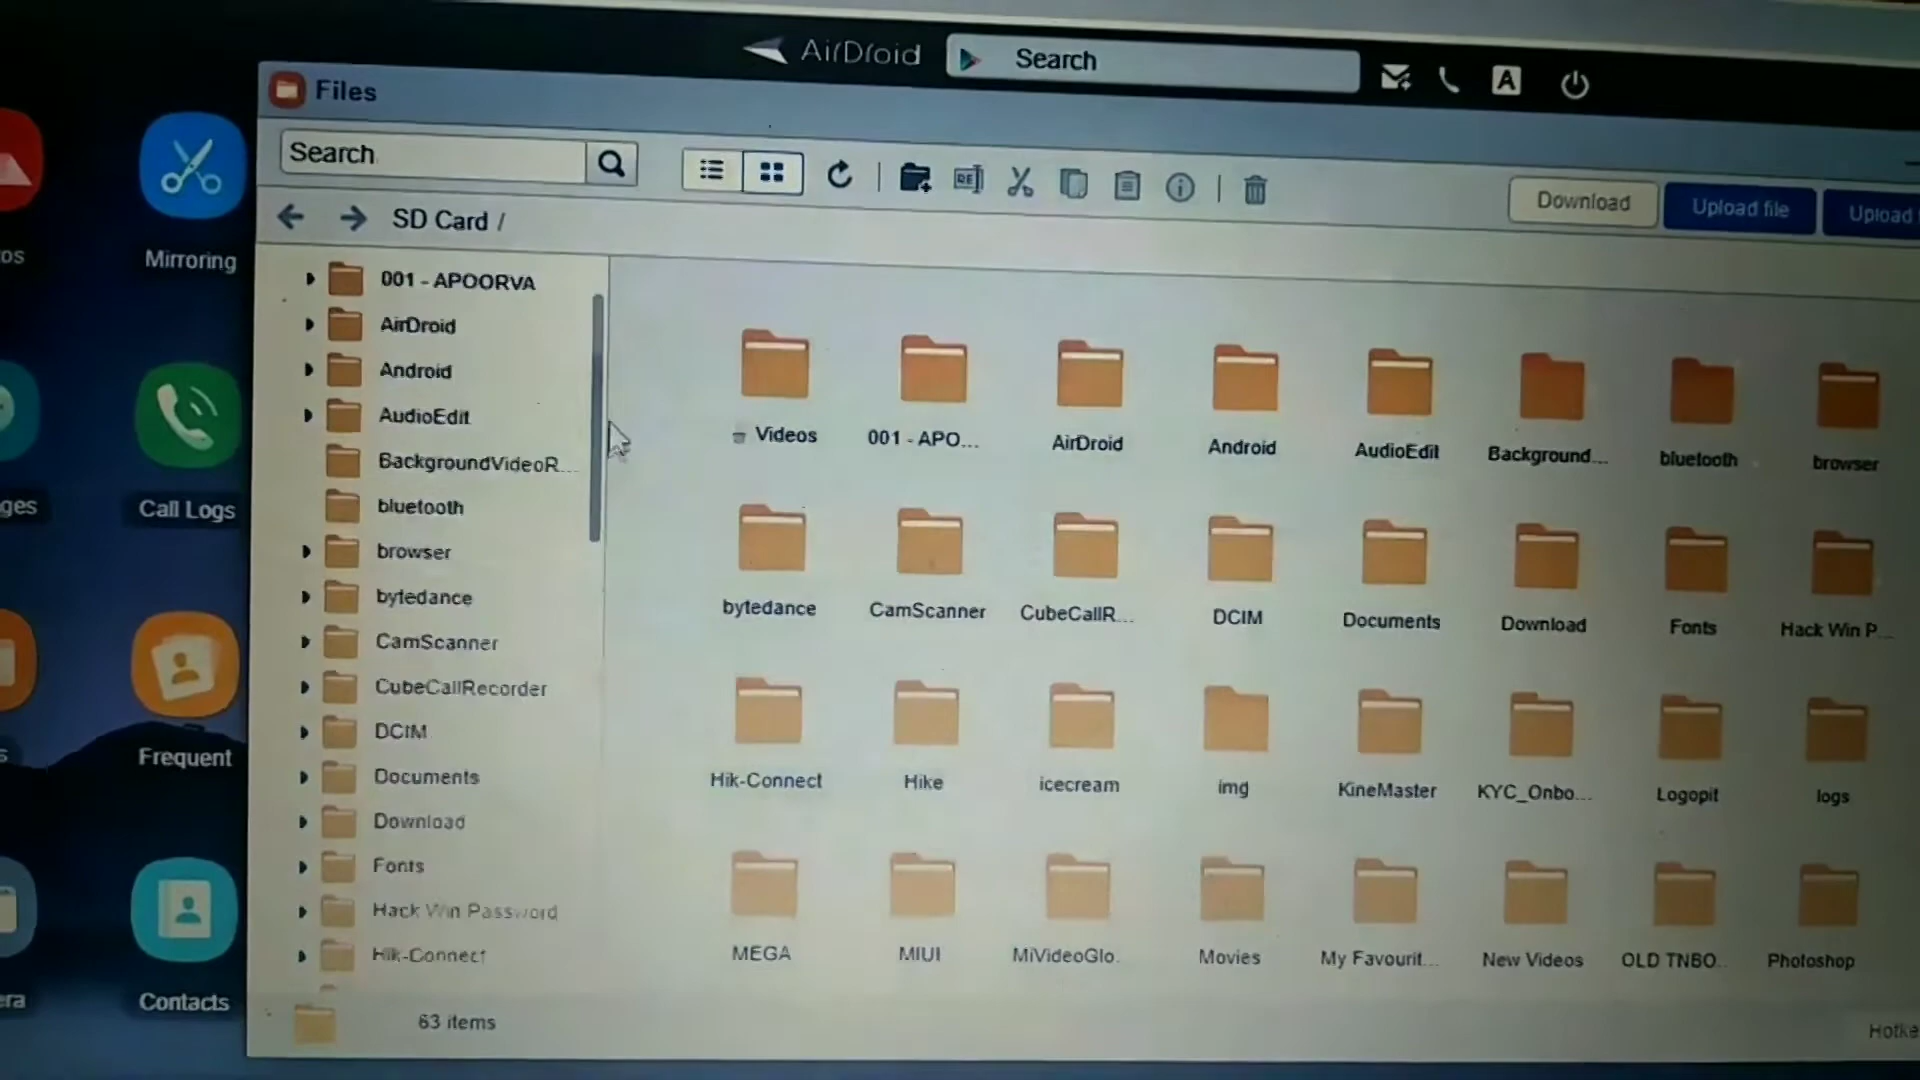 AirDroid
Search
Files
Search
Download
Upload file
Upload
SD Card /
001 - APOORVA
AirDroid
Android
AudioEdit
BackgroundVideoR...
bluetooth
browser
bytedance
CamScanner
CubeCallRecorder
DCIM
Documents
Download
Fonts
Hack Win Password
Hik-Connect
63 items
Videos
001 - APO...
AirDroid
Android
AudioEdit
Background...
bluetooth
browser
bytedance
CamScanner
CubeCallR...
DCIM
Documents
Download
Fonts
Hack Win P...
Hik-Connect
Hike
icecream
img
KineMaster
KYC_Onbo...
Logopit
logs
MEGA
MIUI
MiVideoGlo.
Movies
My Favourit...
New Videos
OLD TNBO..
Photoshop
Mirroring
Call Logs
Frequent
Contacts